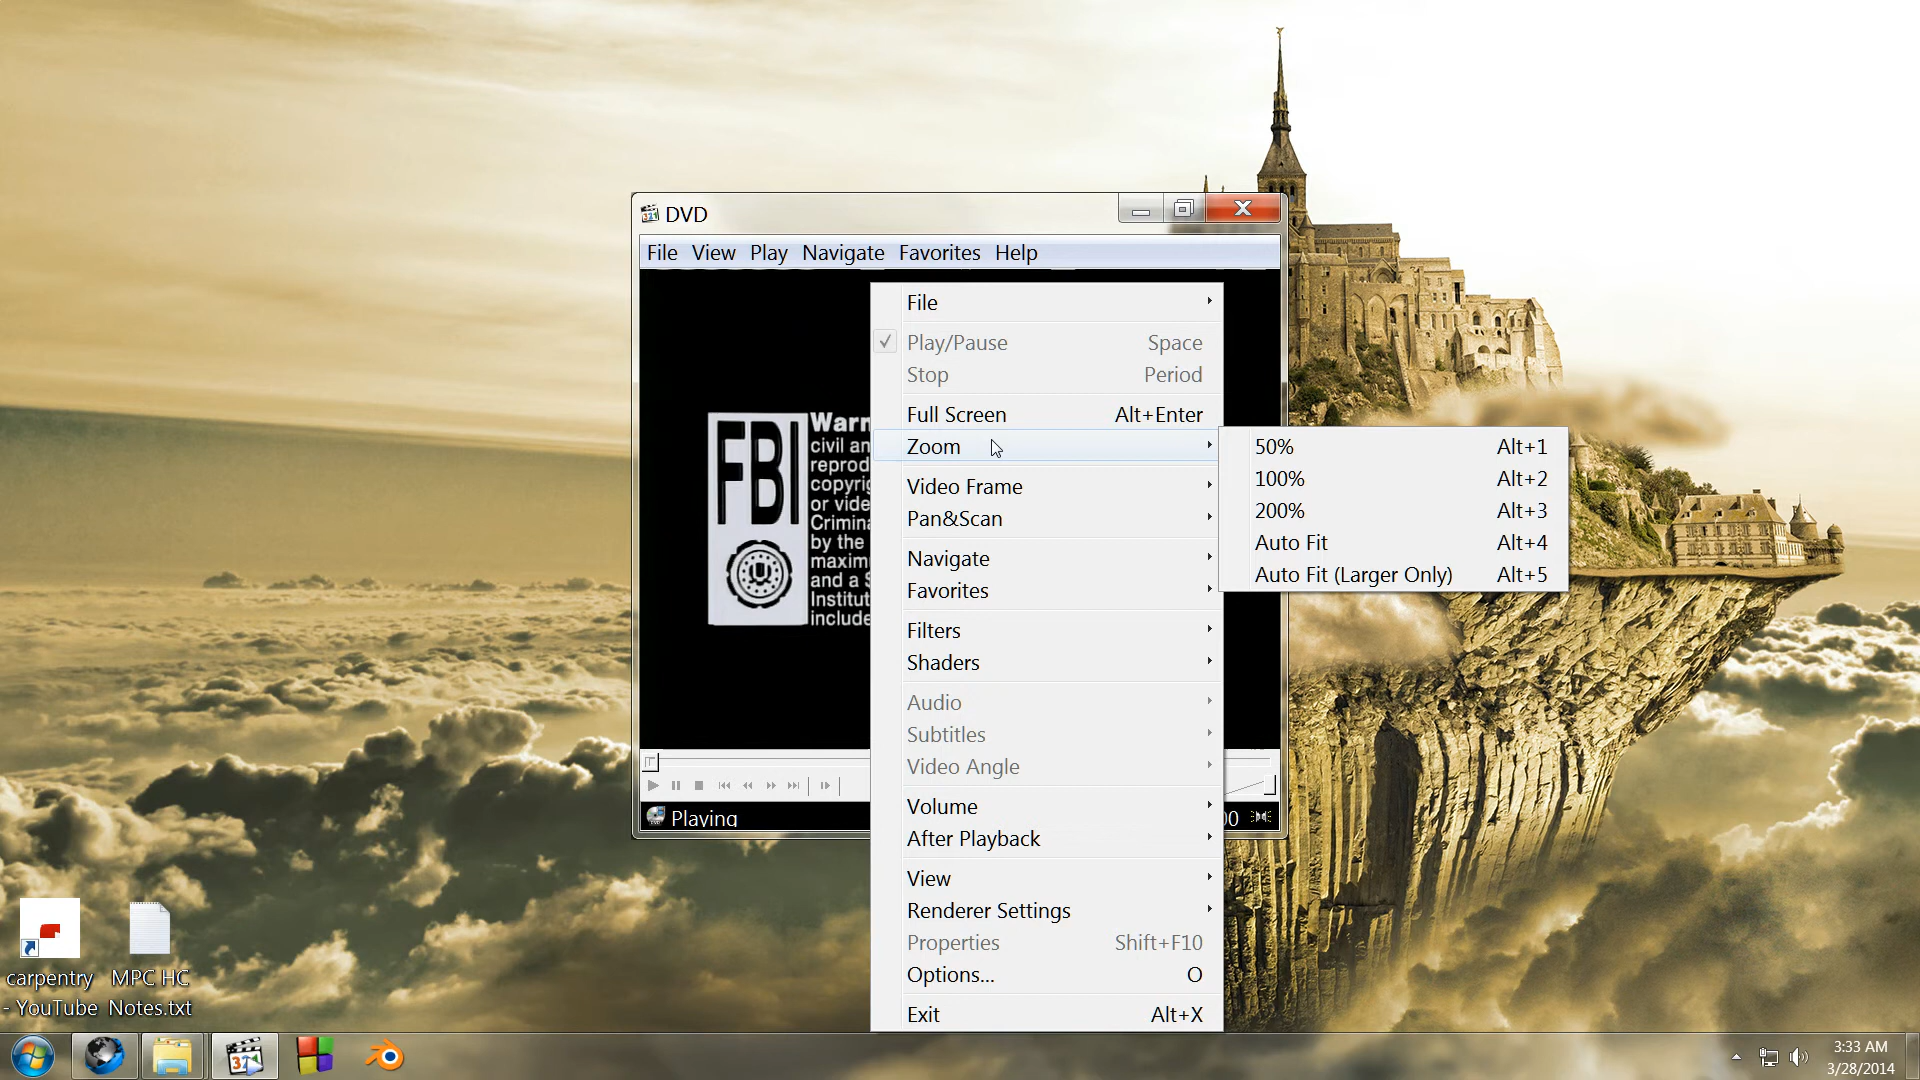 DVD
File View Play Navigate Favorites Help
FBI
Warn
civil an
reprod
copyrig
or vide
Crimina
by the
maxim
and a S
Institut
include
File
Play/Pause Space
Stop Period
Full Screen Alt+Enter
Zoom
Video Frame
Pan&Scan
Navigate
Favorites
Filters
Shaders
Audio
Subtitles
Video Angle
Volume
After Playback
View
Renderer Settings
Properties Shift+F10
Options... O
Exit Alt+X
50% Alt+1
100% Alt+2
200% Alt+3
Auto Fit Alt+4
Auto Fit (Larger Only) Alt+5
Playing
00
carpentry
- YouTube
MPC HC
Notes.txt
321
3:33 AM
3/28/2014